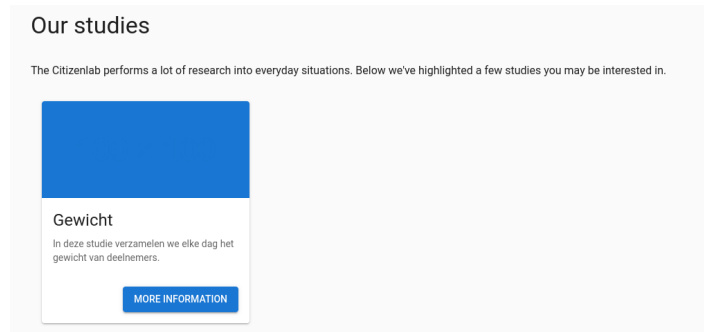 Our studies
The Citizenlab performs a lot of research into everyday situations. Below we've highlighted a few studies you may be interested in.
Gewicht
In deze studie verzamelen we elke dag het
gewicht van deelnemers.
MORE INFORMATION